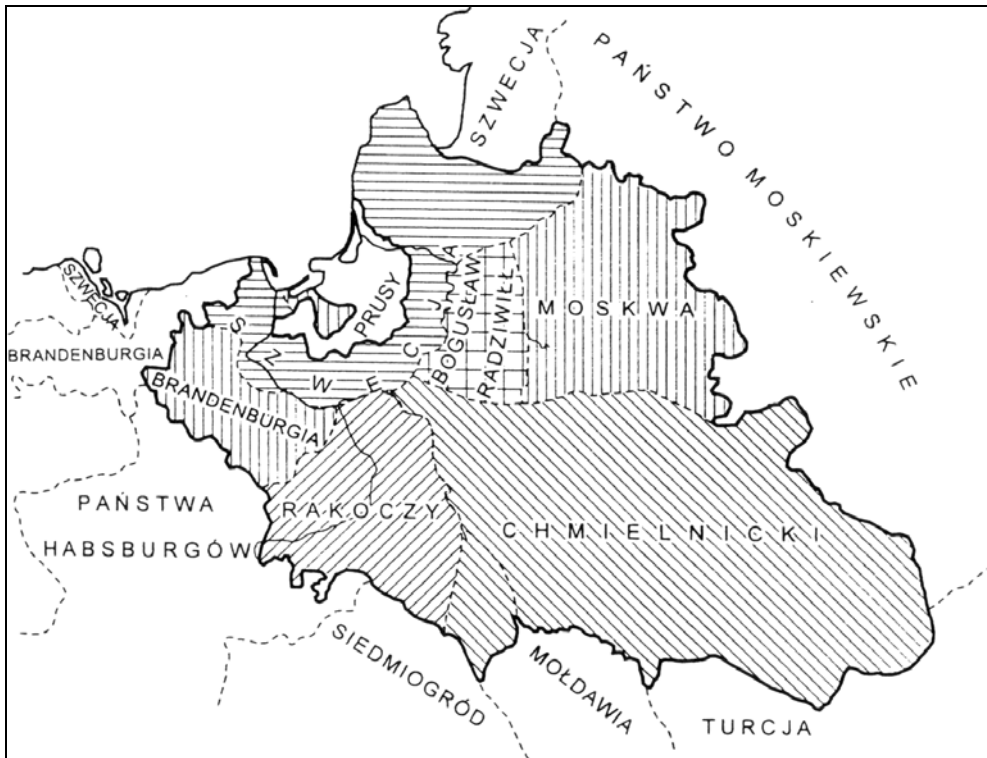 SZWECJA
PAŃSTWO MOSKIEWSKIE
SZWECJA
PRUSY
SZWECJA
BOGUSŁAW
RADZIWIŁŁ
MOSKWA
BRANDENBURGIA
BRANDENBURGIA
PAŃSTWA
HABSBURGÓW
RAKOCZY
CHMIELNICKI
SIEDMIOGRÓD
MOŁDAWIA
TURCJA